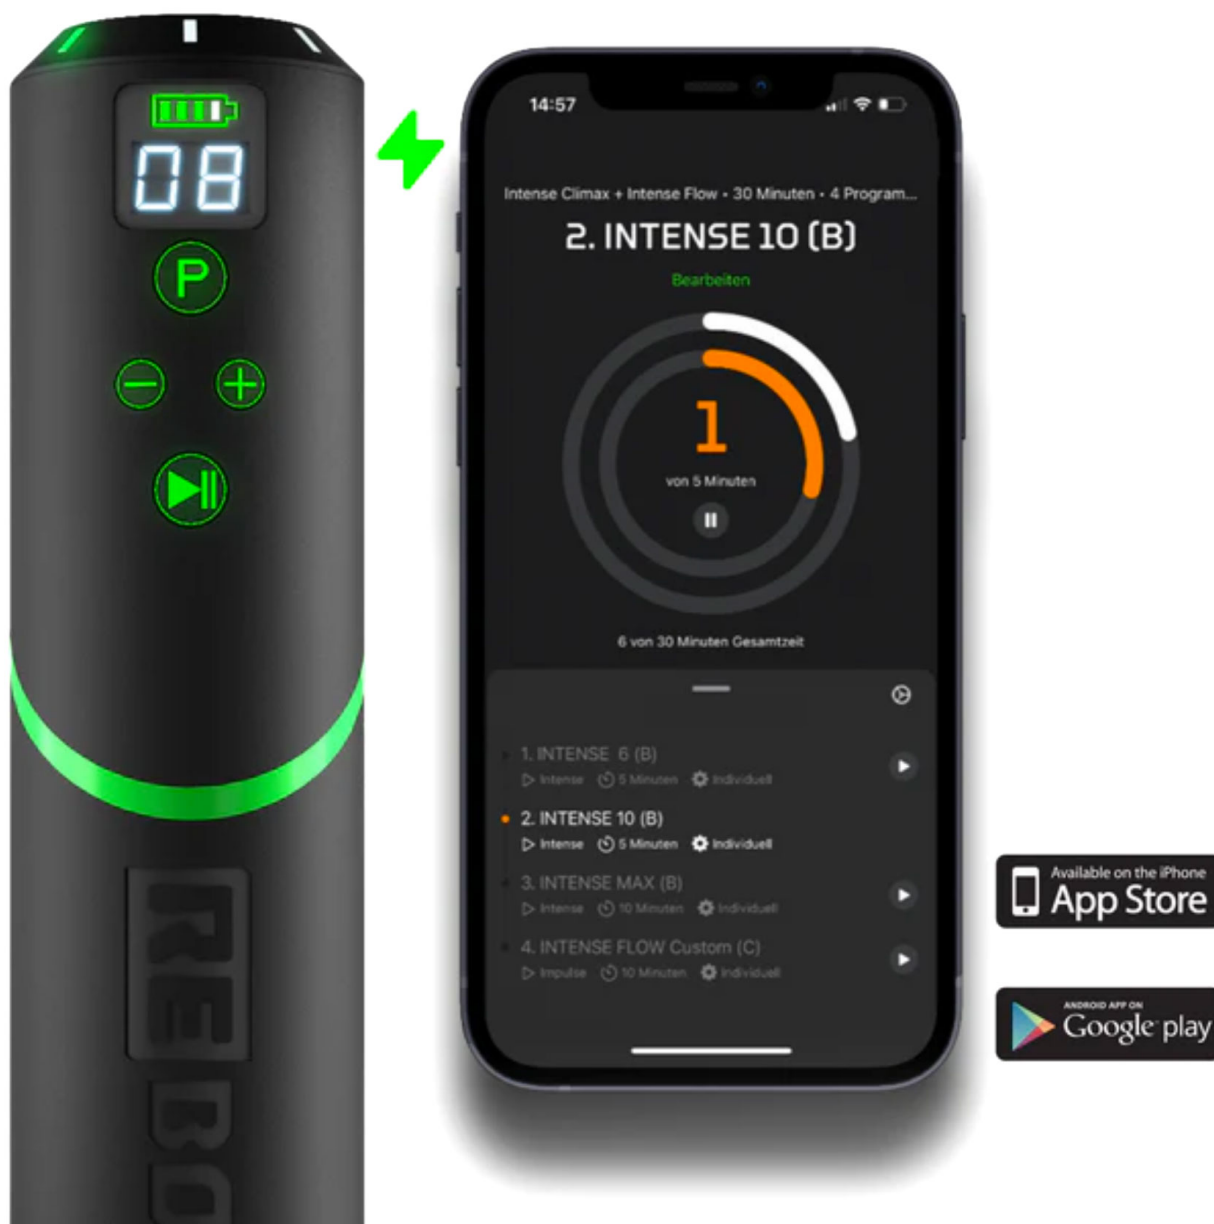 08
P
RE
BO
14:57
Intense Climax + Intense Flow • 30 Minuten • 4 Program...
2. INTENSE 10 (B)
Bearbeiten
1
von 5 Minuten
6 von 30 Minuten Gesamtzeit
1. INTENSE 6 (B)
Intense 5 Minuten Individuell
2. INTENSE 10 (B)
Intense 5 Minuten Individuell
3. INTENSE MAX (B)
Intense 10 Minuten Individuell
4. INTENSE FLOW Custom (C)
Impulse 10 Minuten Individuell
Available on the iPhone
App Store
ANDROID APP ON
Google play